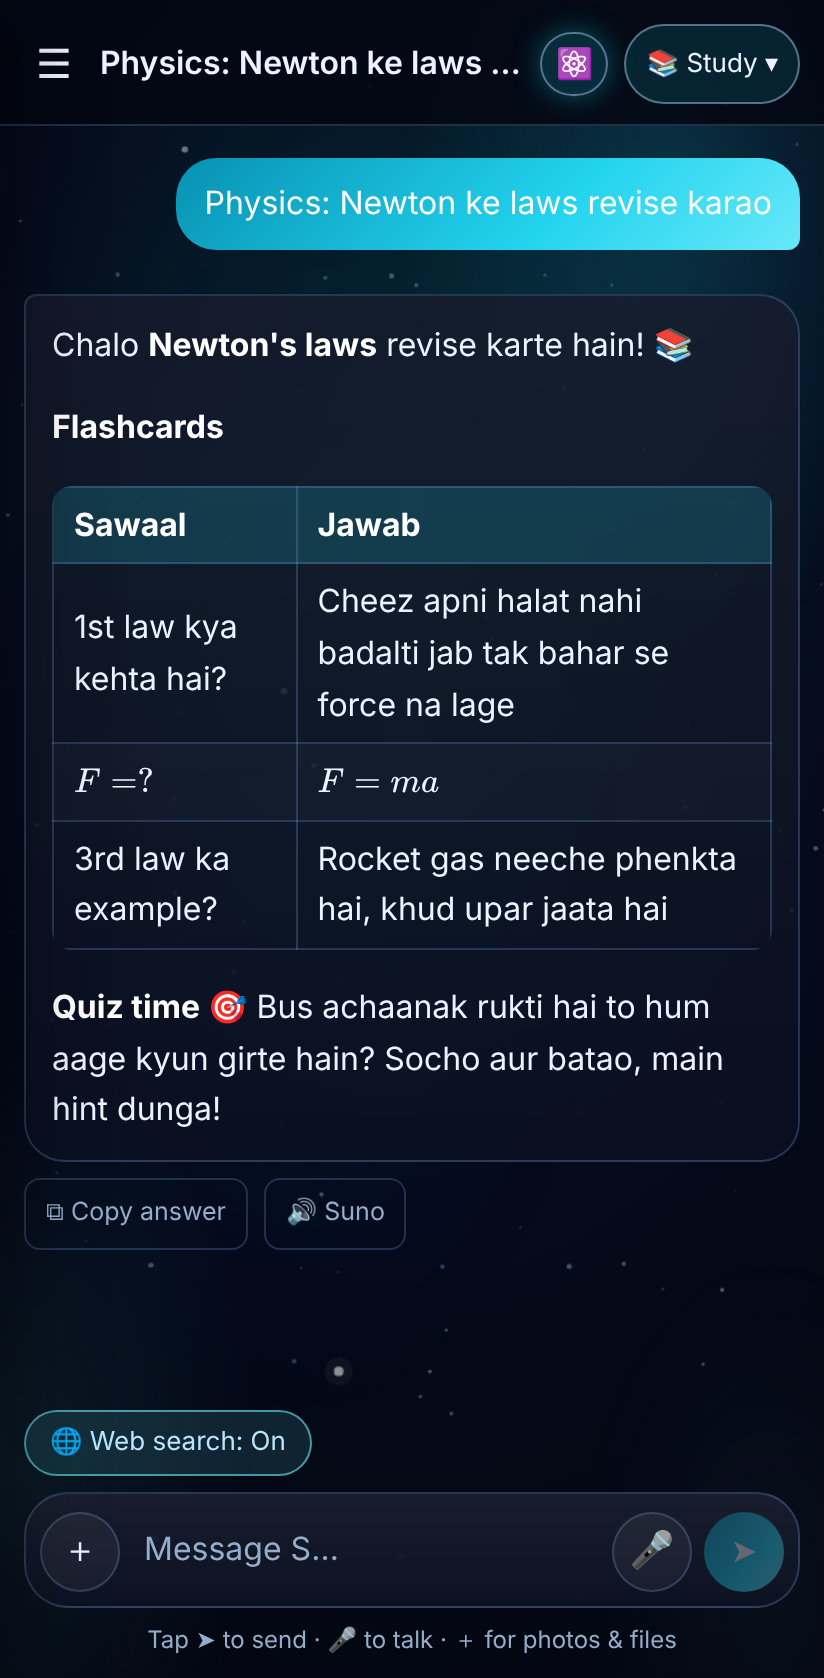 ☰ Physics: Newton ke laws ... ⚛ 📚 Study ▾
Physics: Newton ke laws revise karao
Chalo Newton's laws revise karte hain! 📚
Flashcards
Sawaal
Jawab
1st law kya
kehta hai?
Cheez apni halat nahi
badalti jab tak bahar se
force na lage
F =?
F = ma
3rd law ka
example?
Rocket gas neeche phenkta
hai, khud upar jaata hai
Quiz time 🎯 Bus achaanak rukti hai to hum
aage kyun girte hain? Socho aur batao, main
hint dunga!
⧉ Copy answer
🔊 Suno
🌐 Web search: On
+ Message S... 🎤 ➤
Tap ➤ to send · 🎤 to talk · + for photos & files